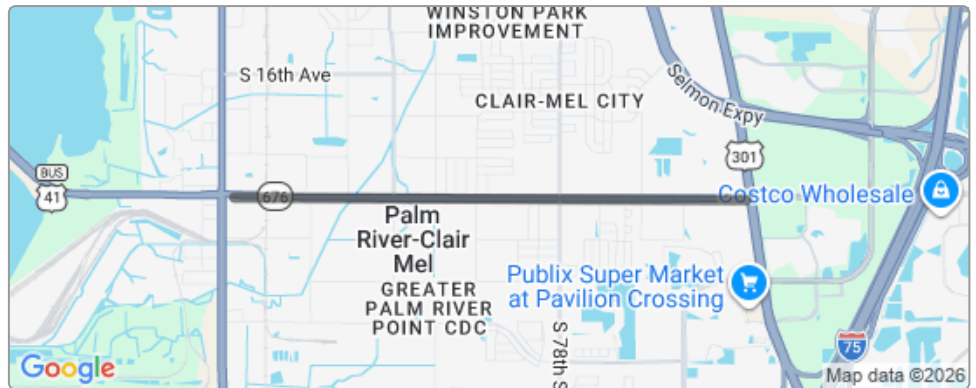 WINSTON PARK
IMPROVEMENT
S 16th Ave
CLAIR-MEL CITY
Selmon Expy
301
BUS
41
676
Costco Wholesale
Palm
River-Clair
Mel
GREATER
PALM RIVER
POINT CDC
Publix Super Market
at Pavilion Crossing
S 78th S
75
Google
Map data ©2026